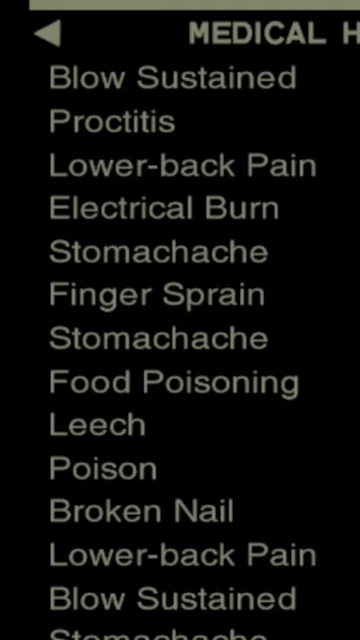 MEDICAL H
Blow Sustained
Proctitis
Lower-back Pain
Electrical Burn
Stomachache
Finger Sprain
Stomachache
Food Poisoning
Leech
Poison
Broken Nail
Lower-back Pain
Blow Sustained
Stomachache